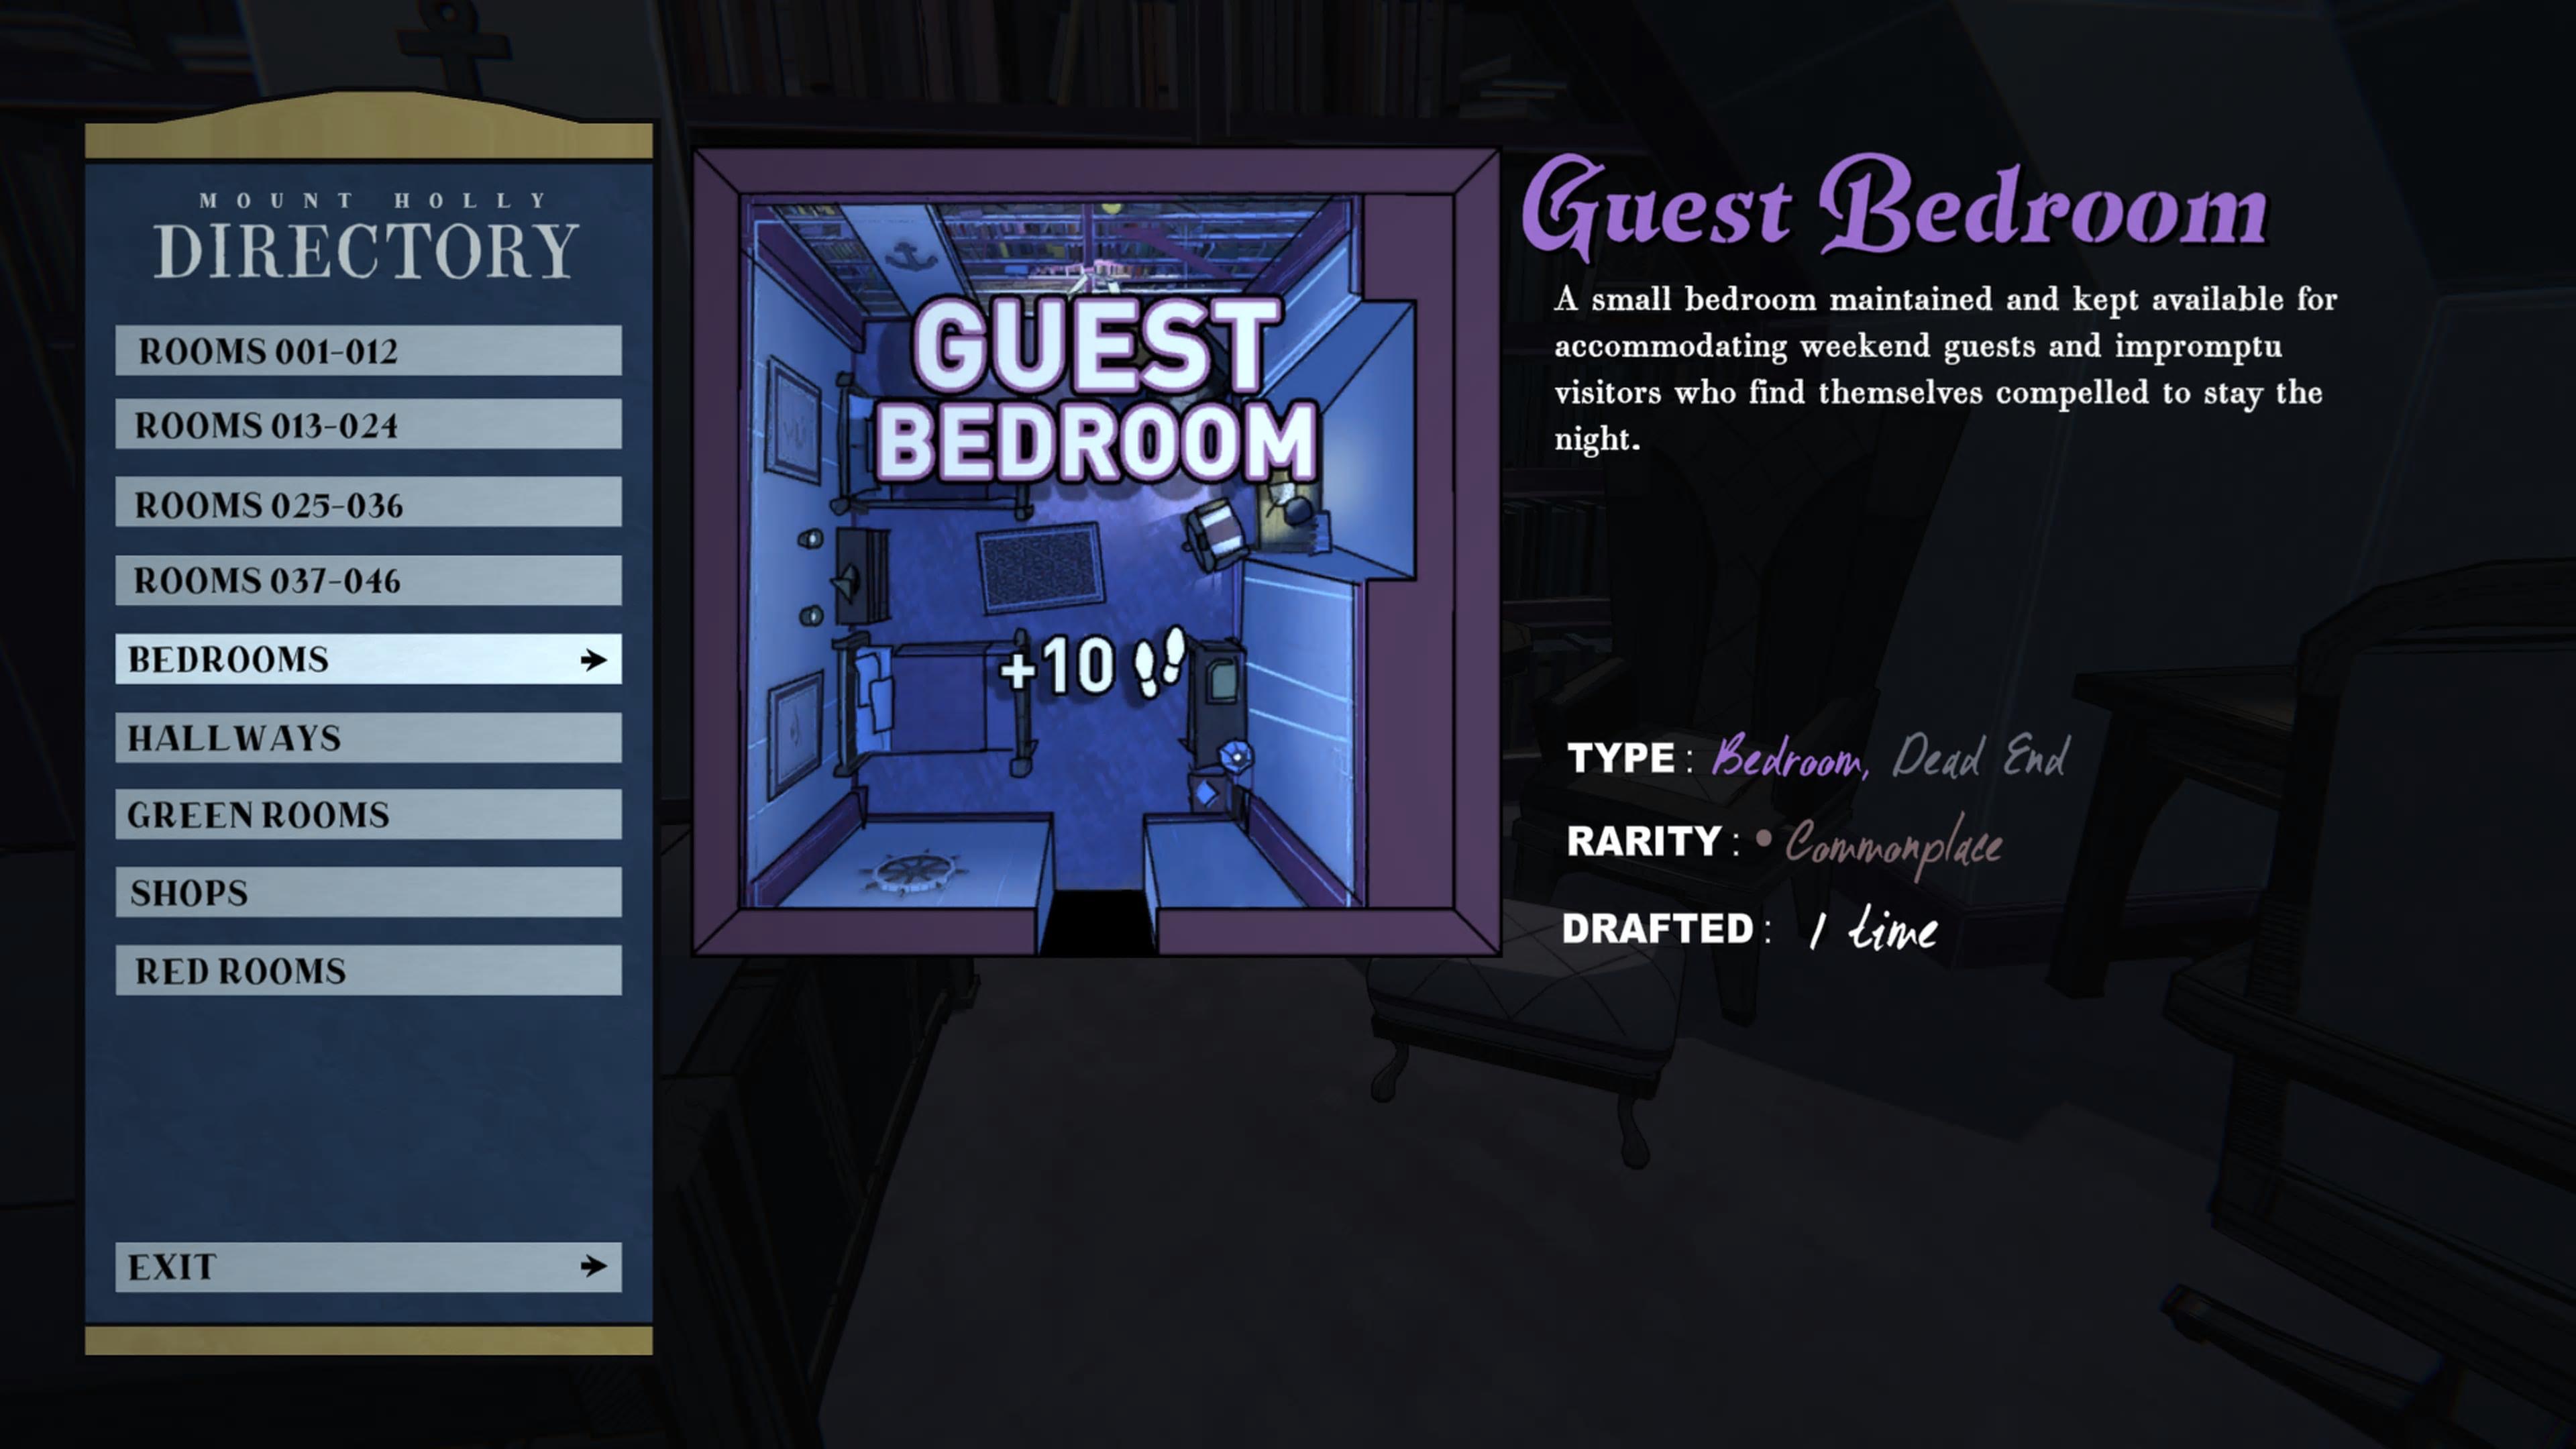 MOUNT HOLLY
DIRECTORY
ROOMS 001-012
ROOMS 013-024
ROOMS 025-036
ROOMS 037-046
BEDROOMS
HALLWAYS
GREEN ROOMS
SHOPS
RED ROOMS
EXIT
GUEST
BEDROOM
+10
Guest Bedroom
A small bedroom maintained and kept available for
accommodating weekend guests and impromptu
visitors who find themselves compelled to stay the
night.
TYPE : Bedroom, Dead End
RARITY : • Commonplace
DRAFTED : 1 time